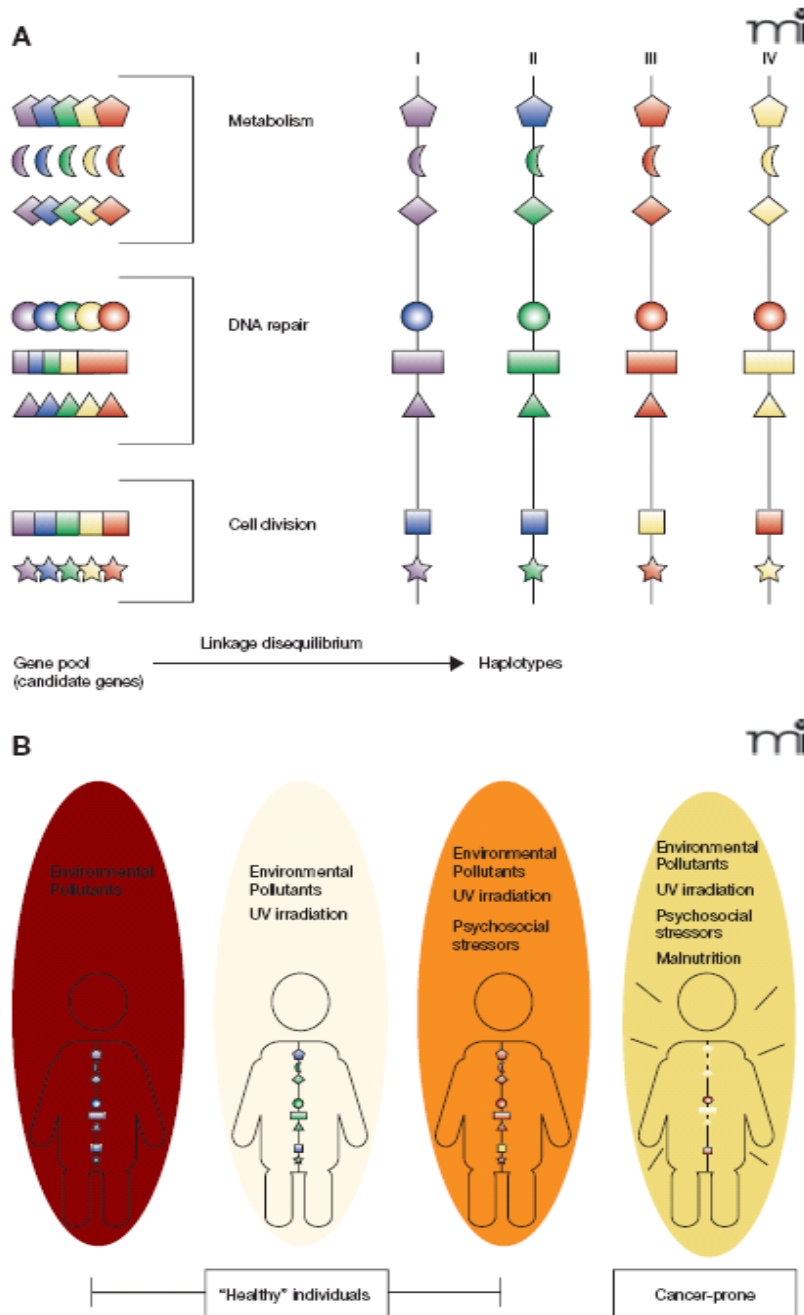 A
mi
I II III IV
Metabolism
DNA repair
Cell division
Linkage disequilibrium
Gene pool
(candidate genes)
Haplotypes
B
mi
Environmental
Pollutants
Environmental
Pollutants
UV irradiation
Environmental
Pollutants
UV irradiation
Psychosocial
stressors
Environmental
Pollutants
UV irradiation
Psychosocial
stressors
Malnutrition
"Healthy" individuals
Cancer-prone